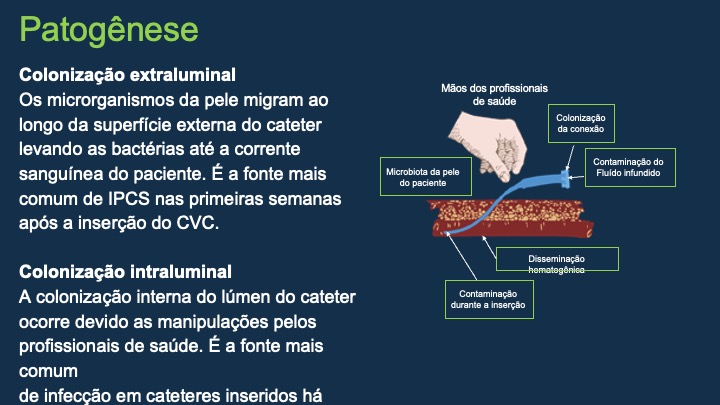 Patogênese
Colonização extraluminal
Os microrganismos da pele migram ao
longo da superfície externa do cateter
levando as bactérias até a corrente
sanguínea do paciente. É a fonte mais
comum de IPCS nas primeiras semanas
após a inserção do CVC.
Colonização intraluminal
A colonização interna do lúmen do cateter
ocorre devido as manipulações pelos
profissionais de saúde. É a fonte mais
comum
de infecção em cateteres inseridos há
Mãos dos profissionais
de saúde
Colonização
da conexão
Contaminação do
Fluído infundido
Microbiota da pele
do paciente
Disseminação
hematogênica
Contaminação
durante a inserção